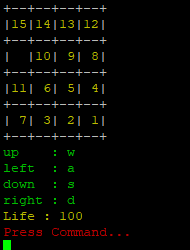 +--+--+--+--+
|15|14|13|12|
+--+--+--+--+
|  |10| 9| 8|
+--+--+--+--+
|11| 6| 5| 4|
+--+--+--+--+
| 7| 3| 2| 1|
+--+--+--+--+
up    : w
left  : a
down  : s
right : d
Life : 100
Press Command...